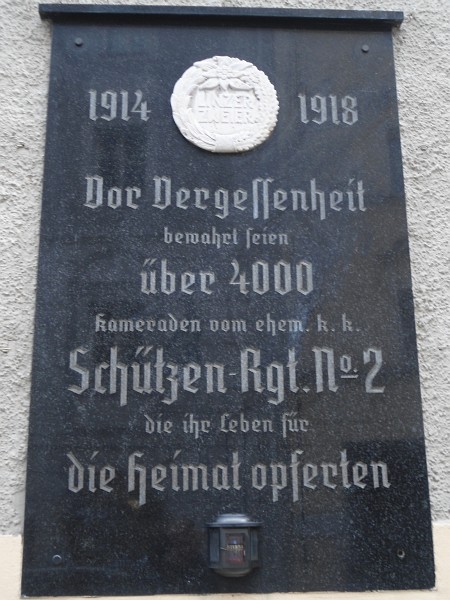 1914 1918
LINZER
ZWEIER
Vor Vergessenheit
bewahrt seien
über 4000
Kameraden vom ehem. k. k.
Schützen-Rgt. No. 2
die ihr Leben für
die Heimat opferten